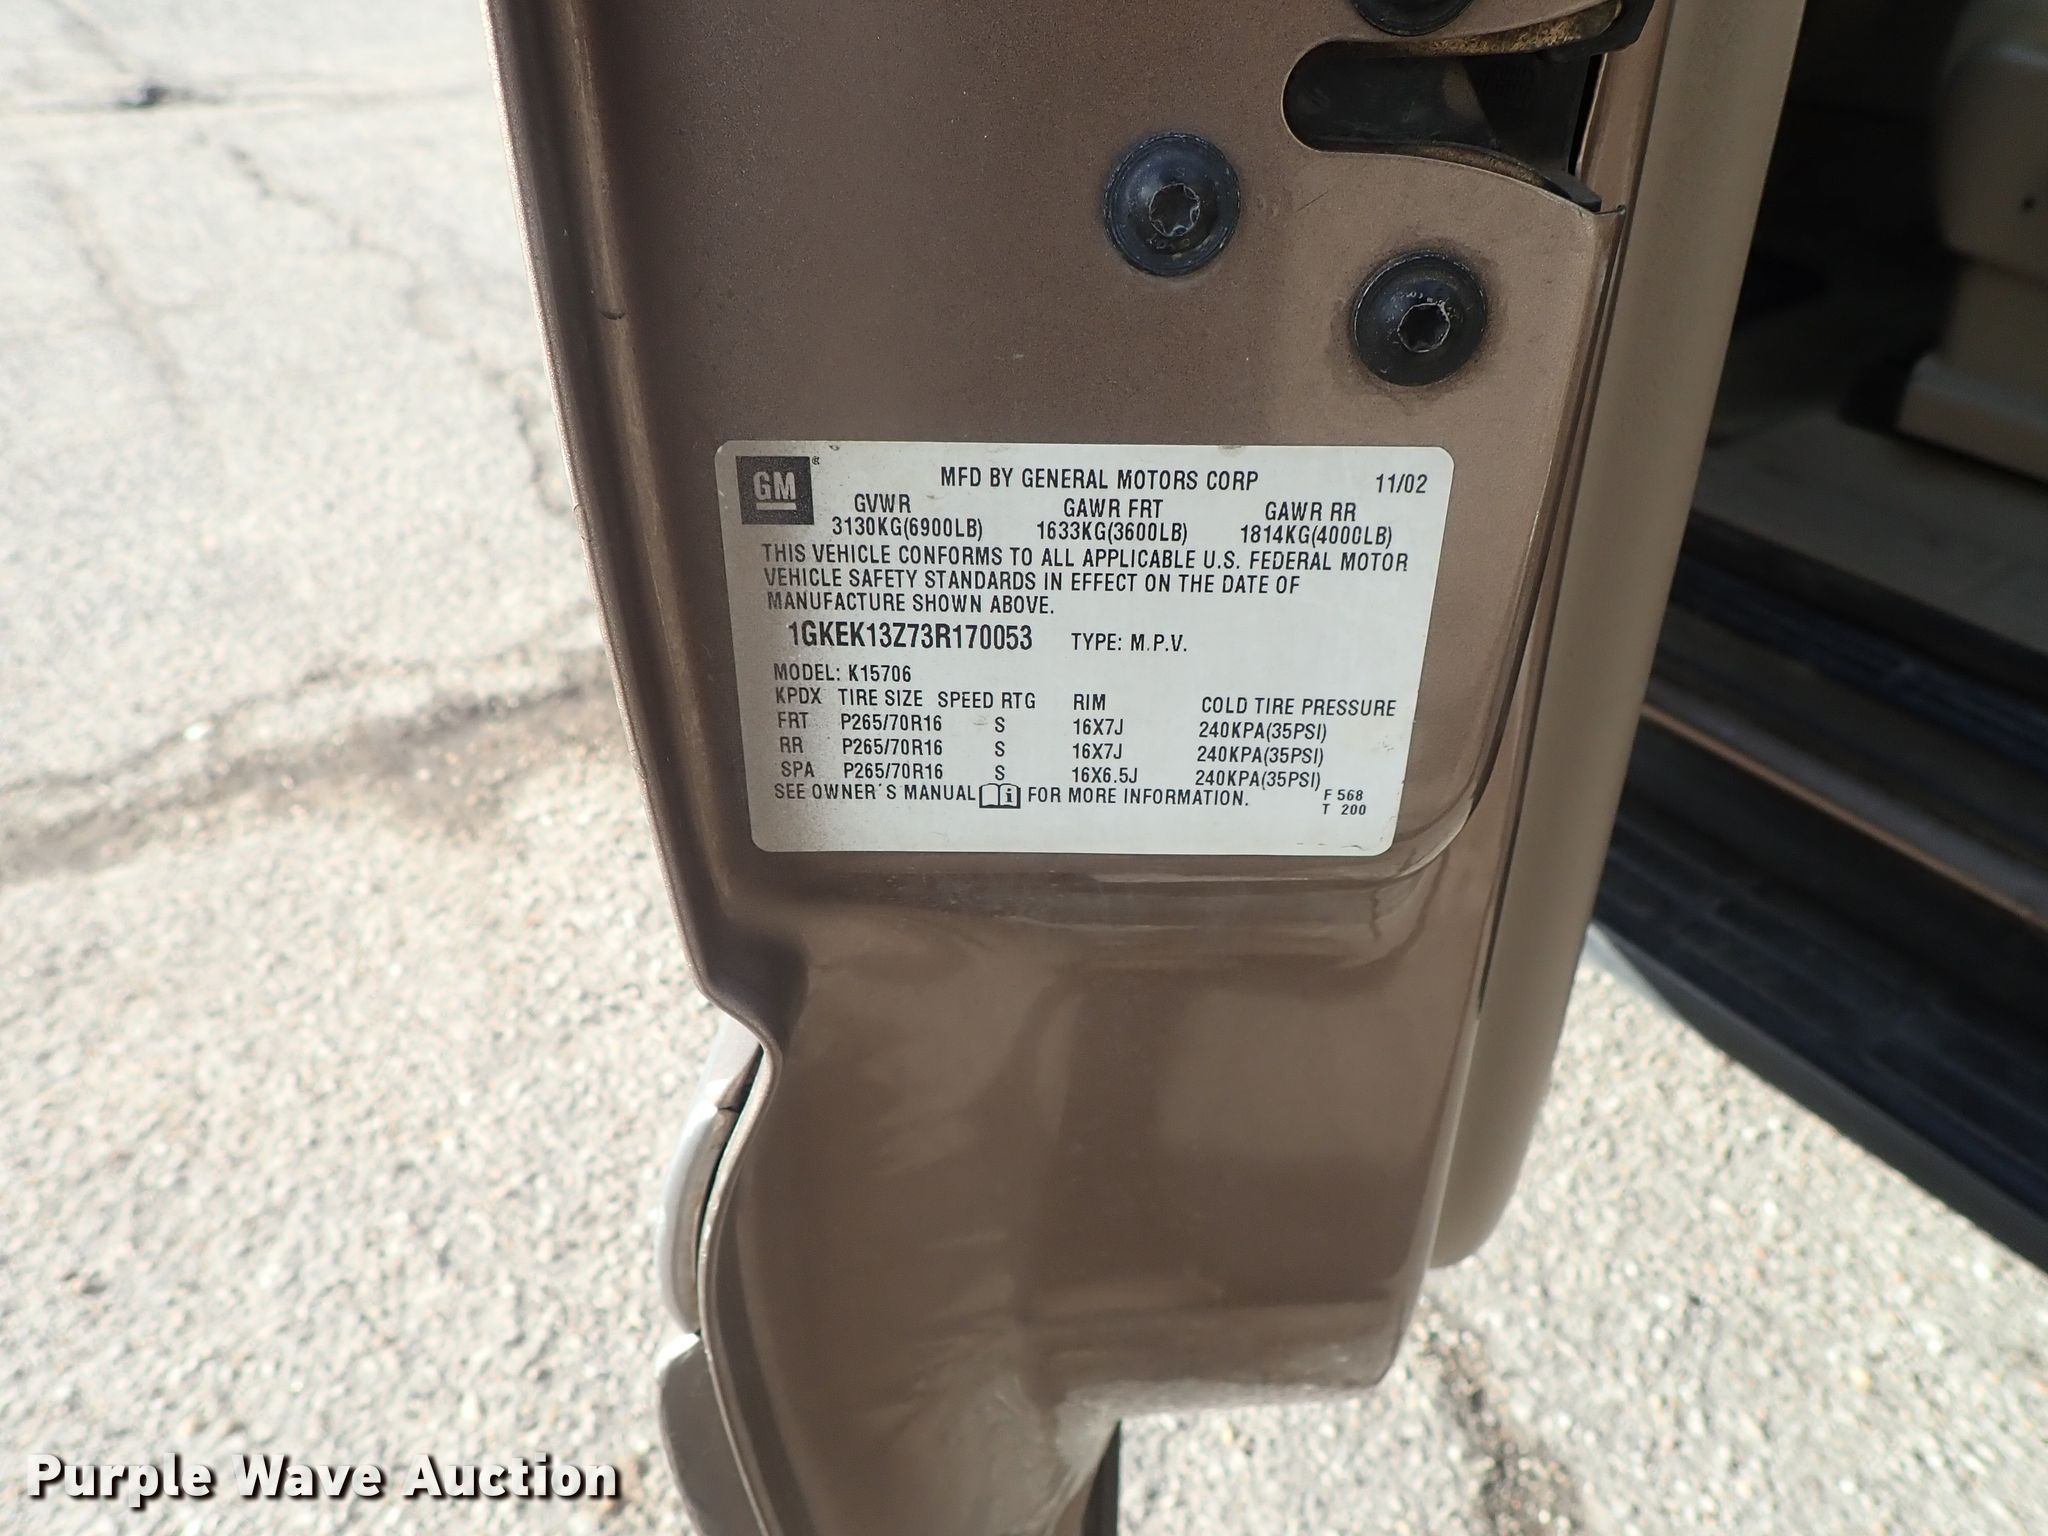 GM
MFD BY GENERAL MOTORS CORP 11/02
GVWR GAWR FRT GAWR RR
3130KG(6900LB) 1633KG(3600LB) 1814KG(4000LB)
THIS VEHICLE CONFORMS TO ALL APPLICABLE U.S. FEDERAL MOTOR
VEHICLE SAFETY STANDARDS IN EFFECT ON THE DATE OF
MANUFACTURE SHOWN ABOVE.
1GKEK13Z73R170053 TYPE: M.P.V.
MODEL: K15706
KPDX TIRE SIZE SPEED RTG RIM COLD TIRE PRESSURE
FRT P265/70R16 S 16X7J 240KPA(35PSI)
RR P265/70R16 S 16X7J 240KPA(35PSI)
SPA P265/70R16 S 16X6.5J 240KPA(35PSI)
SEE OWNER'S MANUAL i FOR MORE INFORMATION. F 568
T 200
Purple Wave Auction